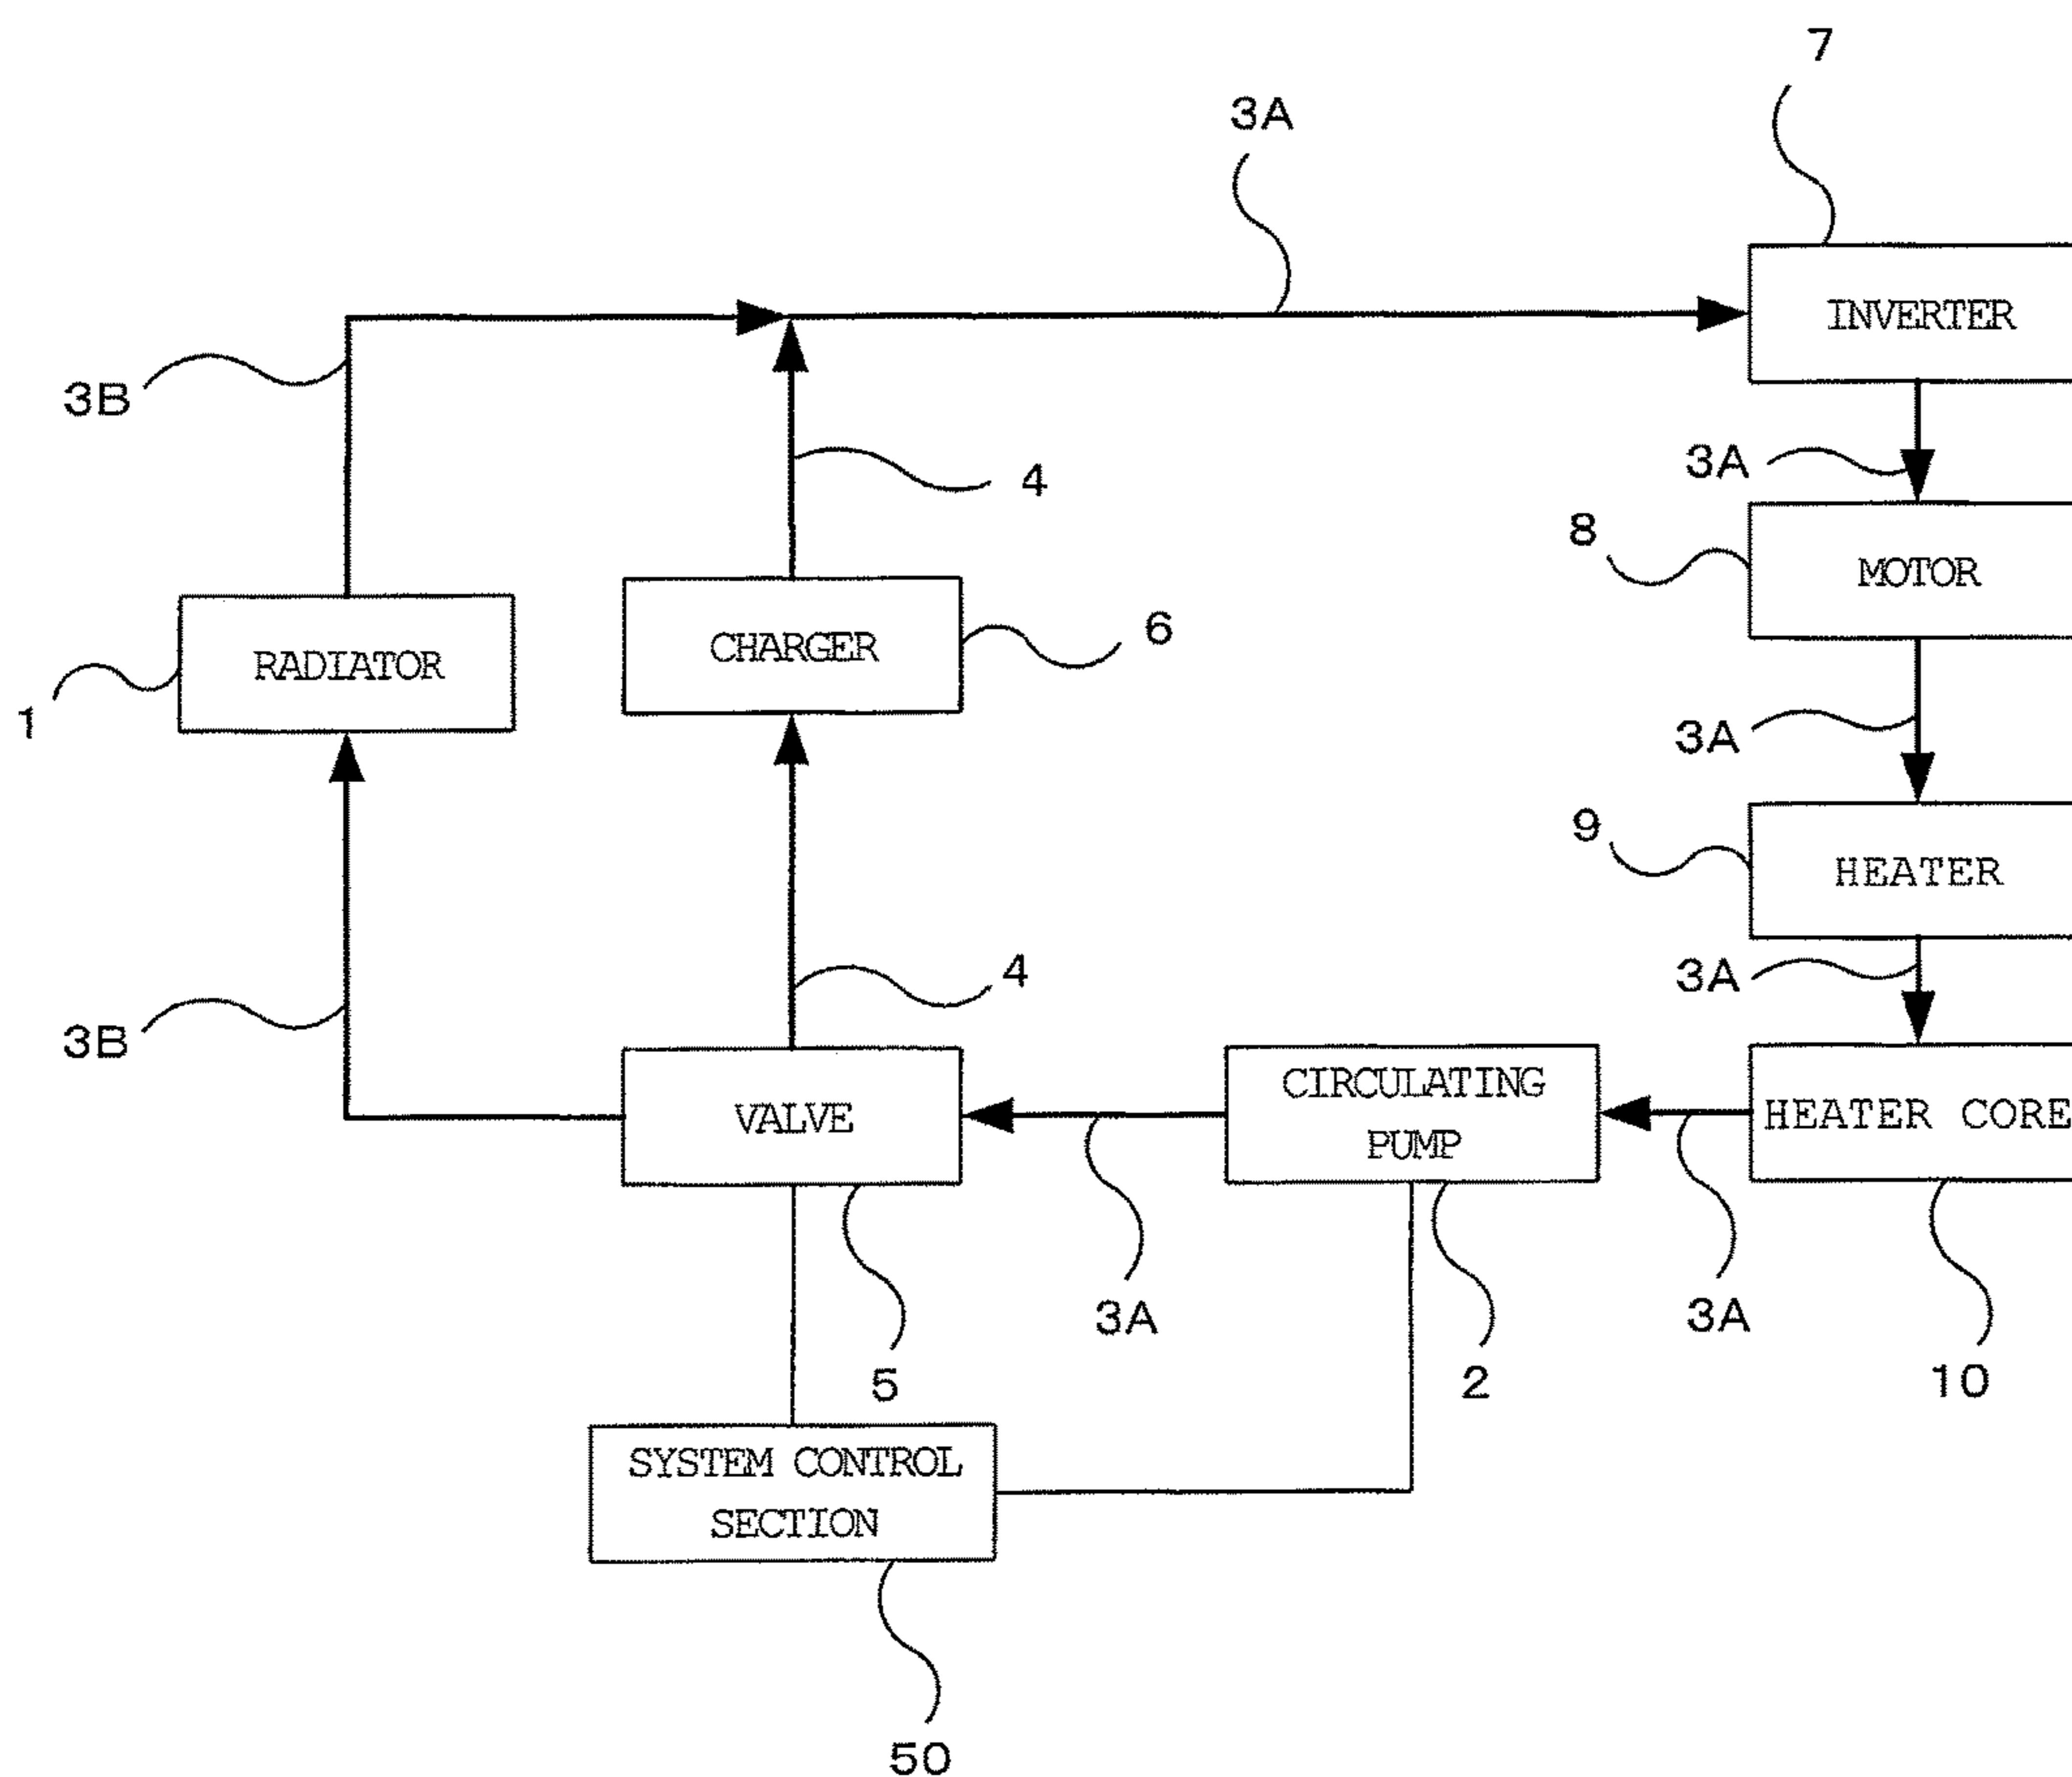 7
3A
INVERTER
3B
3A
4
8
MOTOR
CHARGER
6
RADIATOR
1
3A
9
HEATER
4
3A
3B
CIRCULATING
PUMP
VALVE
HEATER CORE
3A
3A
5
2
10
SYSTEM CONTROL
SECTION
50